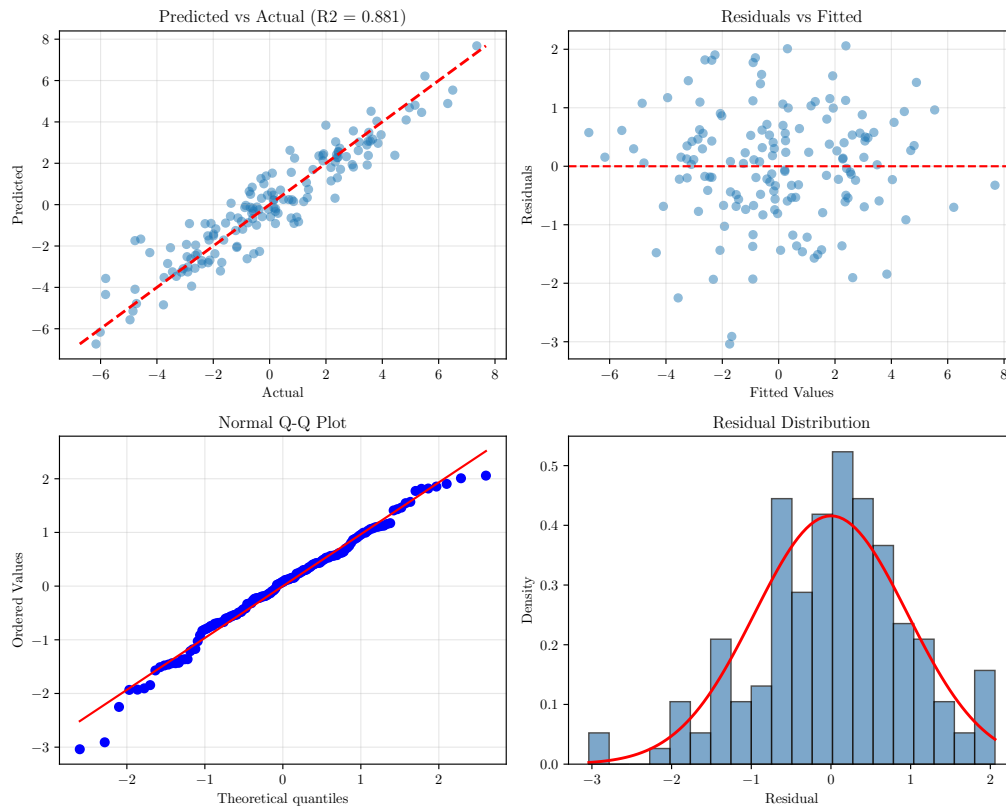 Predicted vs Actual (R2 = 0.881)
Predicted
8
6
4
2
0
−2
−4
−6
−6 −4 −2 0 2 4 6 8
Actual
Residuals vs Fitted
Residuals
2
1
0
−1
−2
−3
−6 −4 −2 0 2 4 6 8
Fitted Values
Normal Q-Q Plot
Ordered Values
2
1
0
−1
−2
−3
−2 −1 0 1 2
Theoretical quantiles
Residual Distribution
Density
0.5
0.4
0.3
0.2
0.1
0.0
−3 −2 −1 0 1 2
Residual